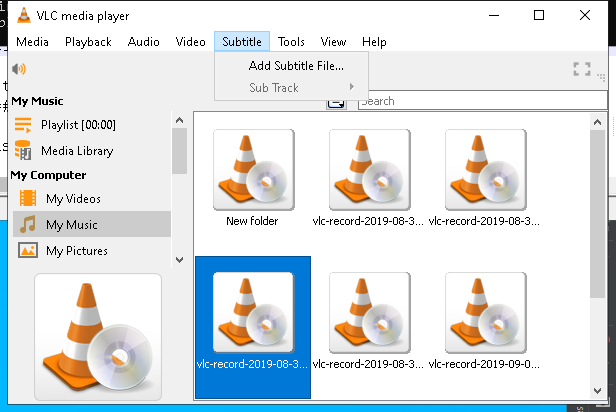 VLC media player
Media Playback Audio Video Subtitle Tools View Help
Add Subtitle File...
Sub Track
Search
My Music
Playlist [00:00]
Media Library
My Computer
My Videos
My Music
My Pictures
New folder
vlc-record-2019-08-3...
vlc-record-2019-08-3...
vlc-record-2019-08-3...
vlc-record-2019-08-3...
vlc-record-2019-09-0...